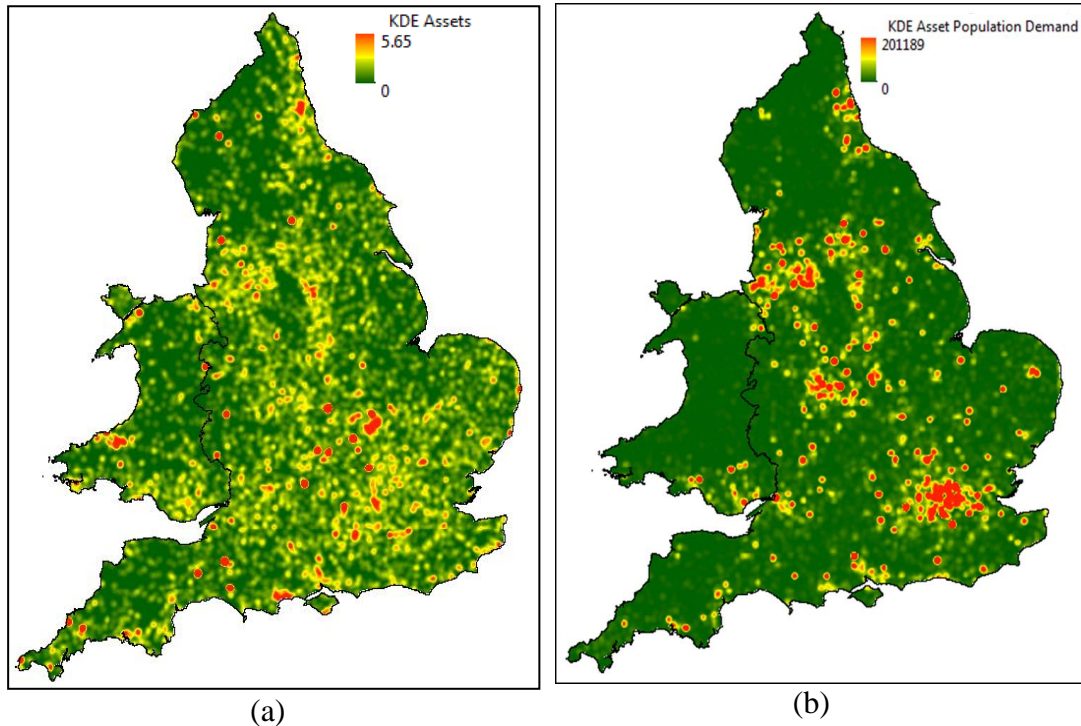 KDE Assets
5.65
0
(a)
KDE Asset Population Demand
201189
0
(b)